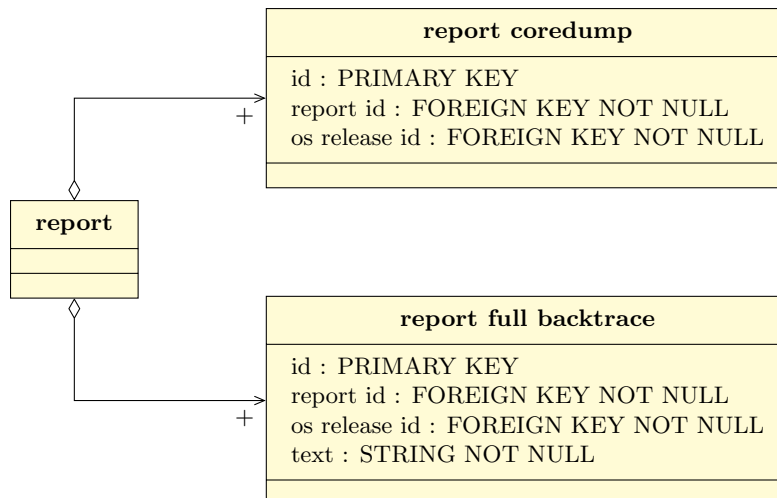 report coredump
id : PRIMARY KEY
report id : FOREIGN KEY NOT NULL
os release id : FOREIGN KEY NOT NULL
+
report
report full backtrace
id : PRIMARY KEY
report id : FOREIGN KEY NOT NULL
os release id : FOREIGN KEY NOT NULL
text : STRING NOT NULL
+